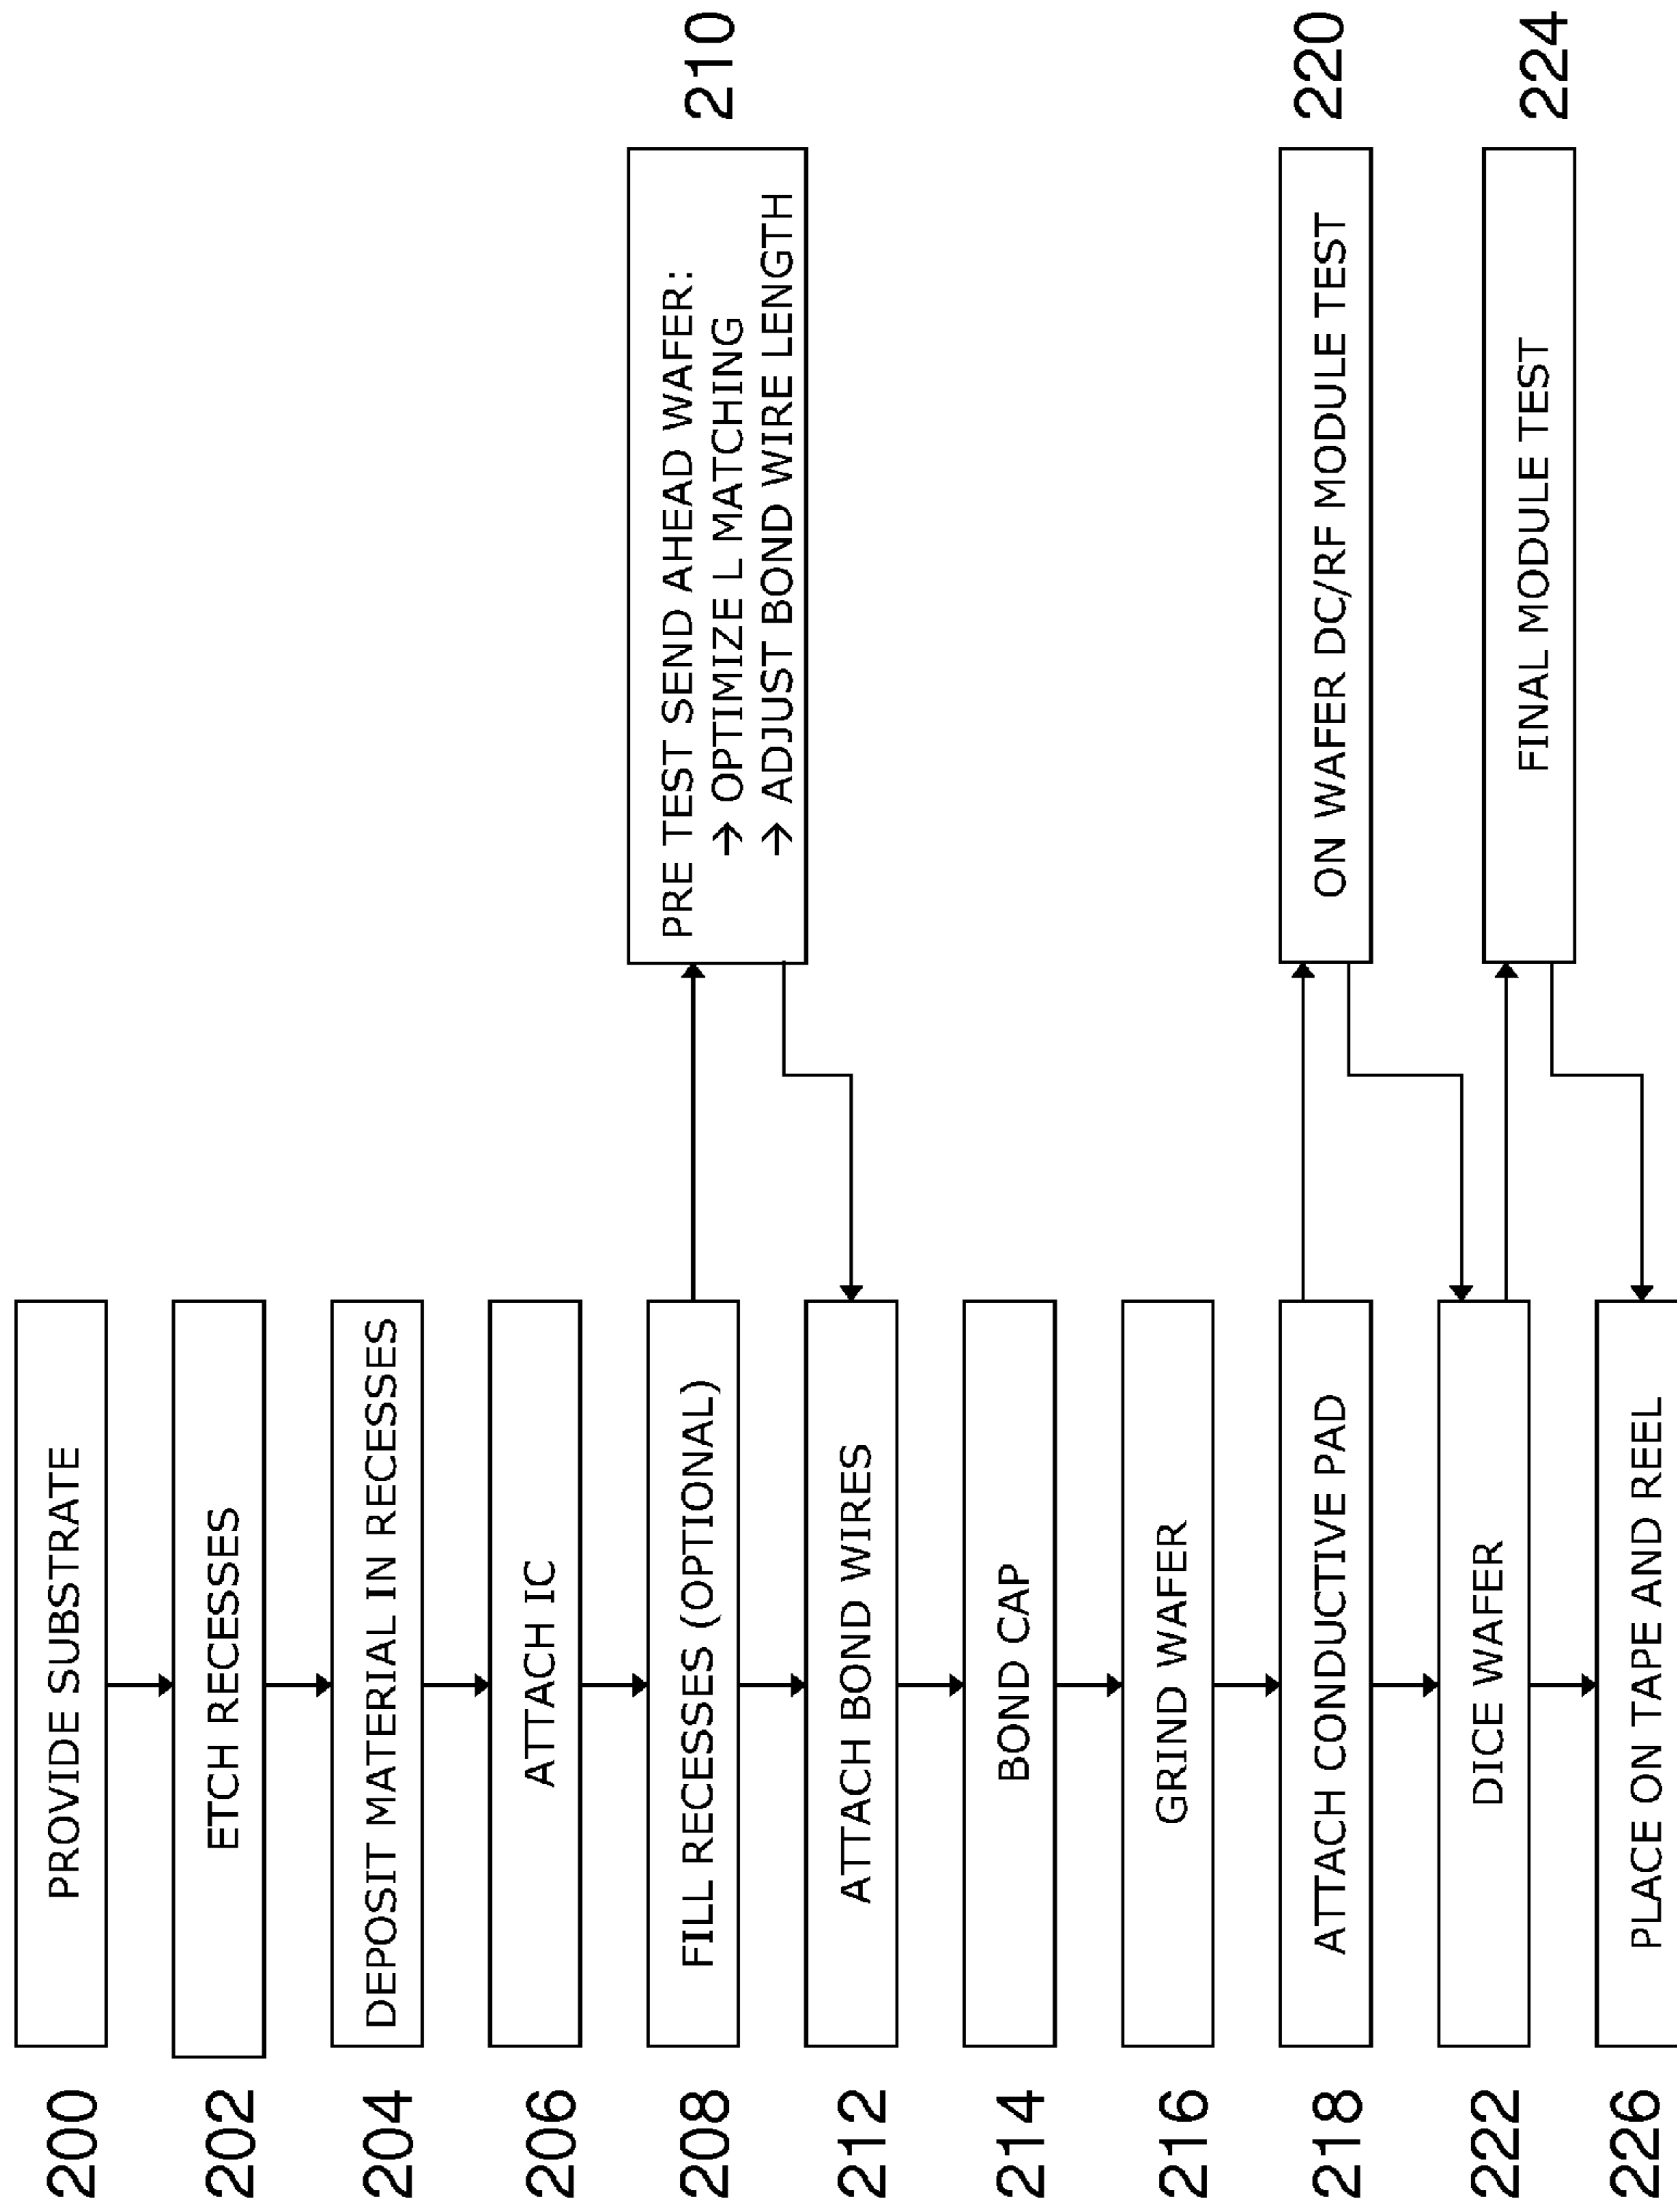 200
PROVIDE SUBSTRATE
202
ETCH RECESSES
204
DEPOSIT MATERIAL IN RECESSES
206
ATTACH IC
208
FILL RECESSES (OPTIONAL)
PRE TEST SEND AHEAD WAFER:
→ OPTIMIZE L MATCHING
→ ADJUST BOND WIRE LENGTH
210
212
ATTACH BOND WIRES
214
BOND CAP
216
GRIND WAFER
218
ATTACH CONDUCTIVE PAD
ON WAFER DC/RF MODULE TEST
220
222
DICE WAFER
FINAL MODULE TEST
224
226
PLACE ON TAPE AND REEL